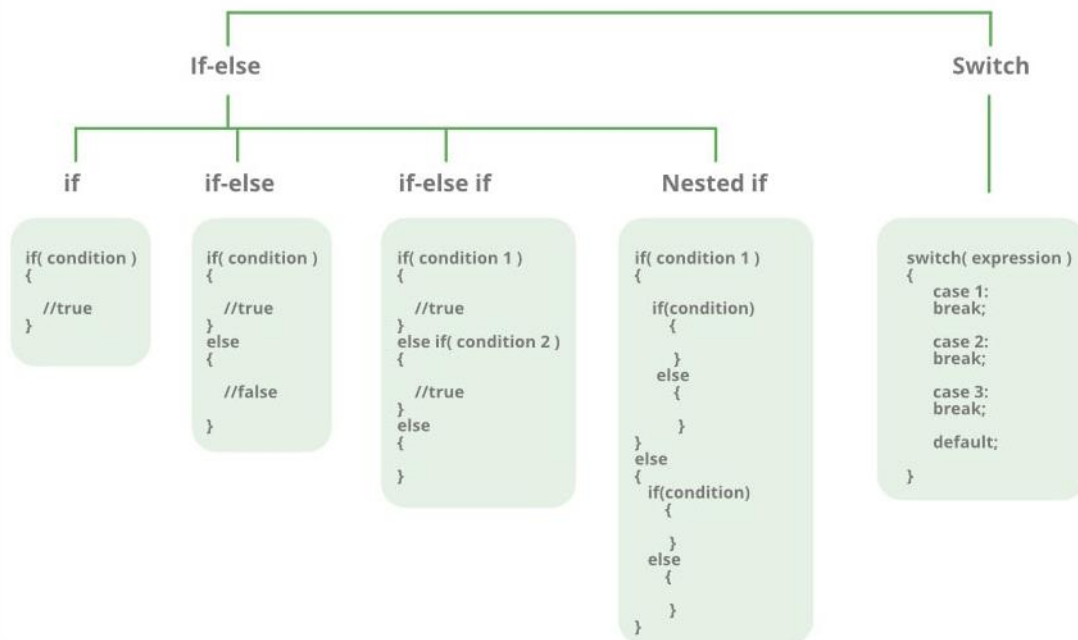 If-else
Switch
if
if-else
if-else if
Nested if
if( condition )
{
//true
}
if( condition )
{
//true
}
else
{
//false
}
if( condition 1 )
{
//true
}
else if( condition 2 )
{
//true
}
else
{
}
if( condition 1 )
{
if(condition)
{
}
else
{
}
}
else
{
if(condition)
{
}
else
{
}
}
switch( expression )
{
case 1:
break;
case 2:
break;
case 3:
break;
default;
}